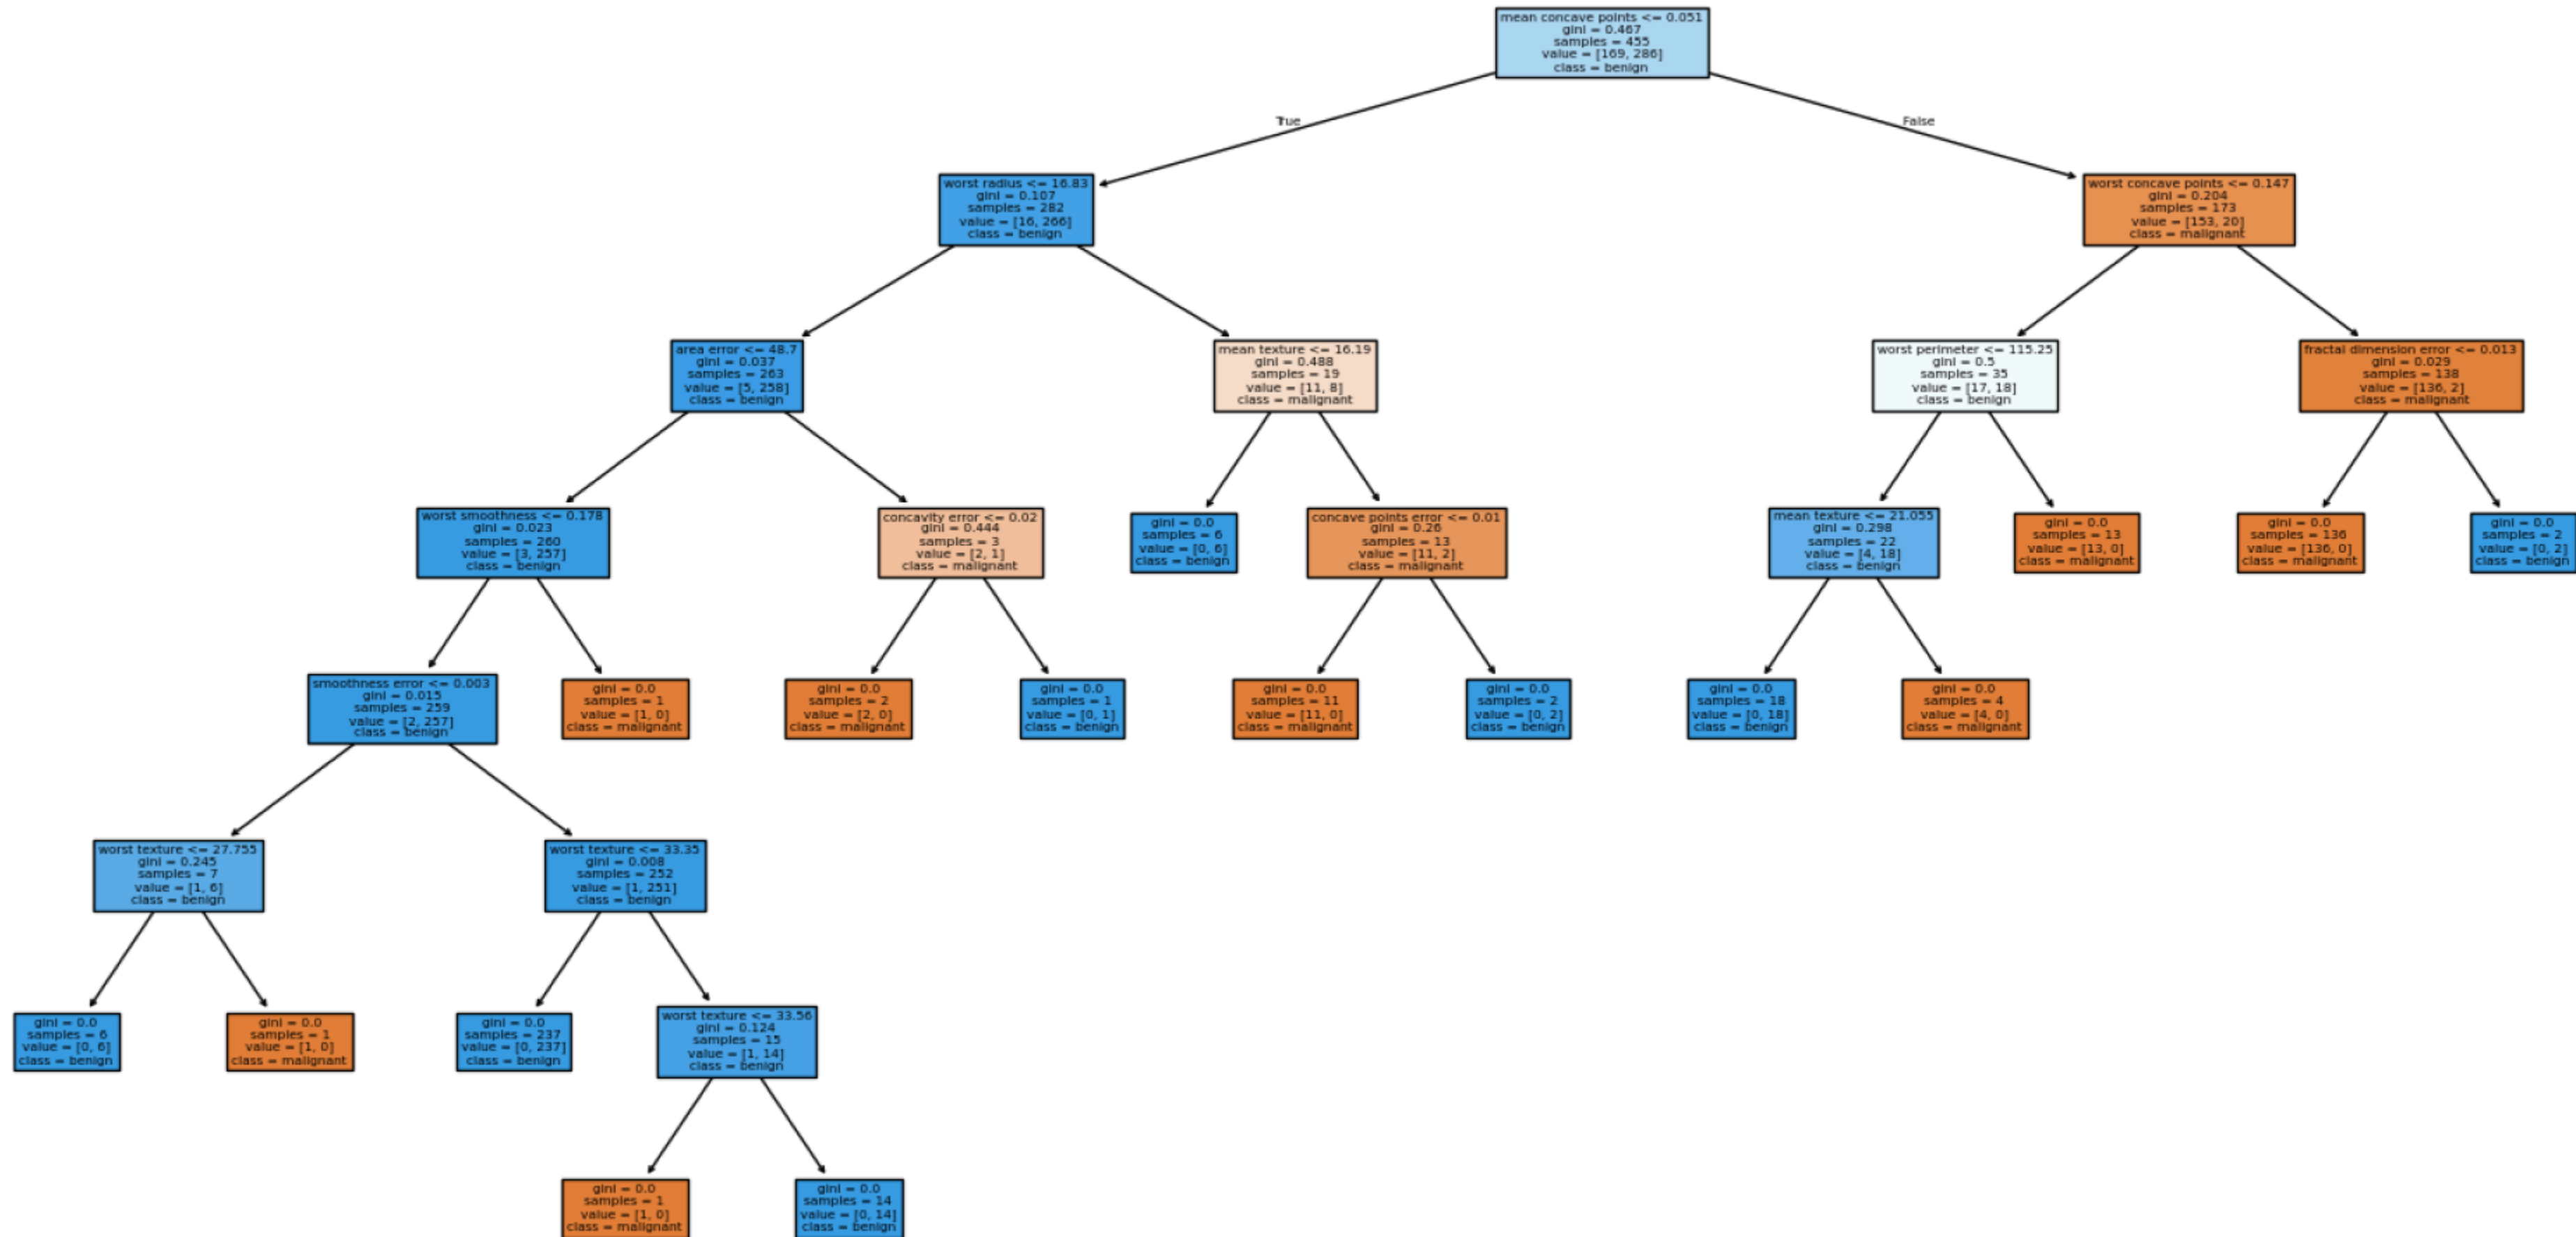 mean concave points <= 0.051
gini = 0.467
samples = 455
value = [169, 286]
class = benign
True
False
worst radius <= 16.83
gini = 0.107
samples = 282
value = [16, 266]
class = benign
worst concave points <= 0.147
gini = 0.204
samples = 173
value = [153, 20]
class = malignant
area error <= 48.7
gini = 0.037
samples = 263
value = [5, 258]
class = benign
mean texture <= 16.19
gini = 0.488
samples = 19
value = [11, 8]
class = malignant
worst perimeter <= 115.25
gini = 0.5
samples = 35
value = [17, 18]
class = benign
fractal dimension error <= 0.013
gini = 0.029
samples = 138
value = [136, 2]
class = malignant
worst smoothness <= 0.178
gini = 0.023
samples = 260
value = [3, 257]
class = benign
concavity error <= 0.02
gini = 0.444
samples = 3
value = [2, 1]
class = malignant
gini = 0.0
samples = 6
value = [0, 6]
class = benign
concave points error <= 0.01
gini = 0.26
samples = 13
value = [11, 2]
class = malignant
mean texture <= 21.055
gini = 0.298
samples = 22
value = [4, 18]
class = benign
gini = 0.0
samples = 13
value = [13, 0]
class = malignant
gini = 0.0
samples = 136
value = [136, 0]
class = malignant
gini = 0.0
samples = 2
value = [0, 2]
class = benign
smoothness error <= 0.003
gini = 0.015
samples = 259
value = [2, 257]
class = benign
gini = 0.0
samples = 1
value = [1, 0]
class = malignant
gini = 0.0
samples = 2
value = [2, 0]
class = malignant
gini = 0.0
samples = 1
value = [0, 1]
class = benign
gini = 0.0
samples = 11
value = [11, 0]
class = malignant
gini = 0.0
samples = 2
value = [0, 2]
class = benign
gini = 0.0
samples = 18
value = [0, 18]
class = benign
gini = 0.0
samples = 4
value = [4, 0]
class = malignant
worst texture <= 27.755
gini = 0.245
samples = 7
value = [1, 6]
class = benign
worst texture <= 33.35
gini = 0.008
samples = 252
value = [1, 251]
class = benign
gini = 0.0
samples = 6
value = [0, 6]
class = benign
gini = 0.0
samples = 1
value = [1, 0]
class = malignant
gini = 0.0
samples = 237
value = [0, 237]
class = benign
worst texture <= 33.56
gini = 0.124
samples = 15
value = [1, 14]
class = benign
gini = 0.0
samples = 1
value = [1, 0]
class = malignant
gini = 0.0
samples = 14
value = [0, 14]
class = benign